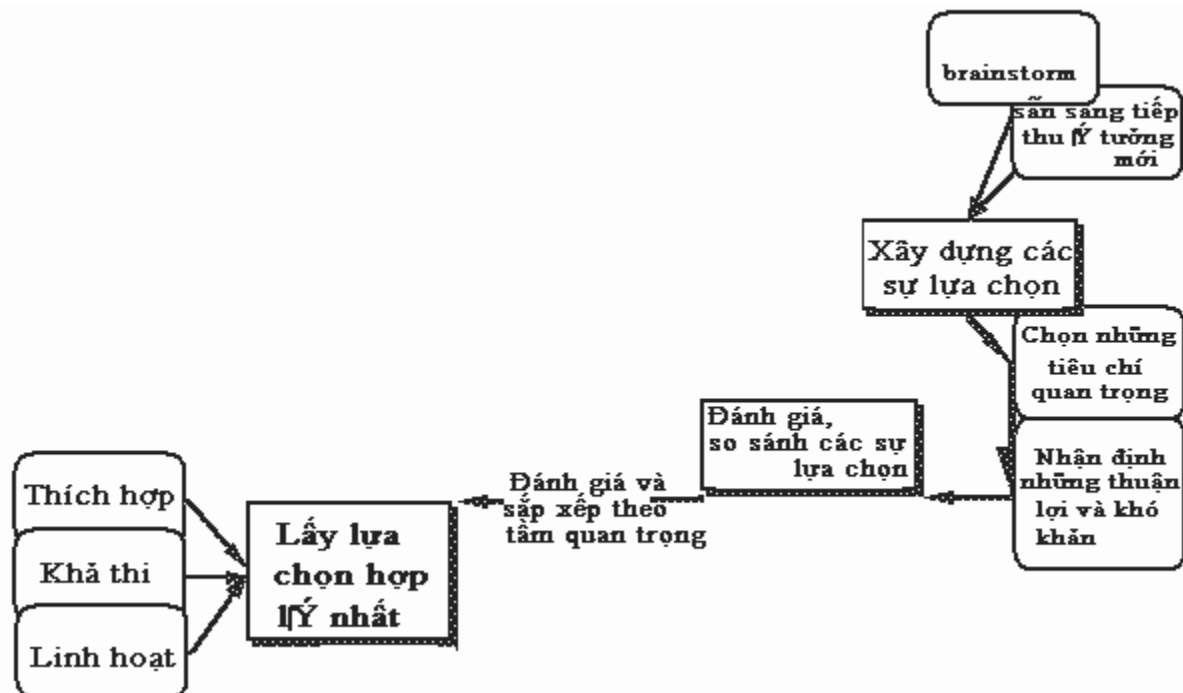 brainstorm
sẵn sàng tiếp
thu ý tưởng
mới
Xây dựng các
sự lựa chọn
Chọn những
tiêu chí
quan trọng
Nhận định
những thuận
lợi và khó
khăn
Đánh giá,
so sánh các sự
lựa chọn
Đánh giá và
sắp xếp theo
tầm quan trọng
Lấy lựa
chọn hợp
lý nhất
Thích hợp
Khả thi
Linh hoạt